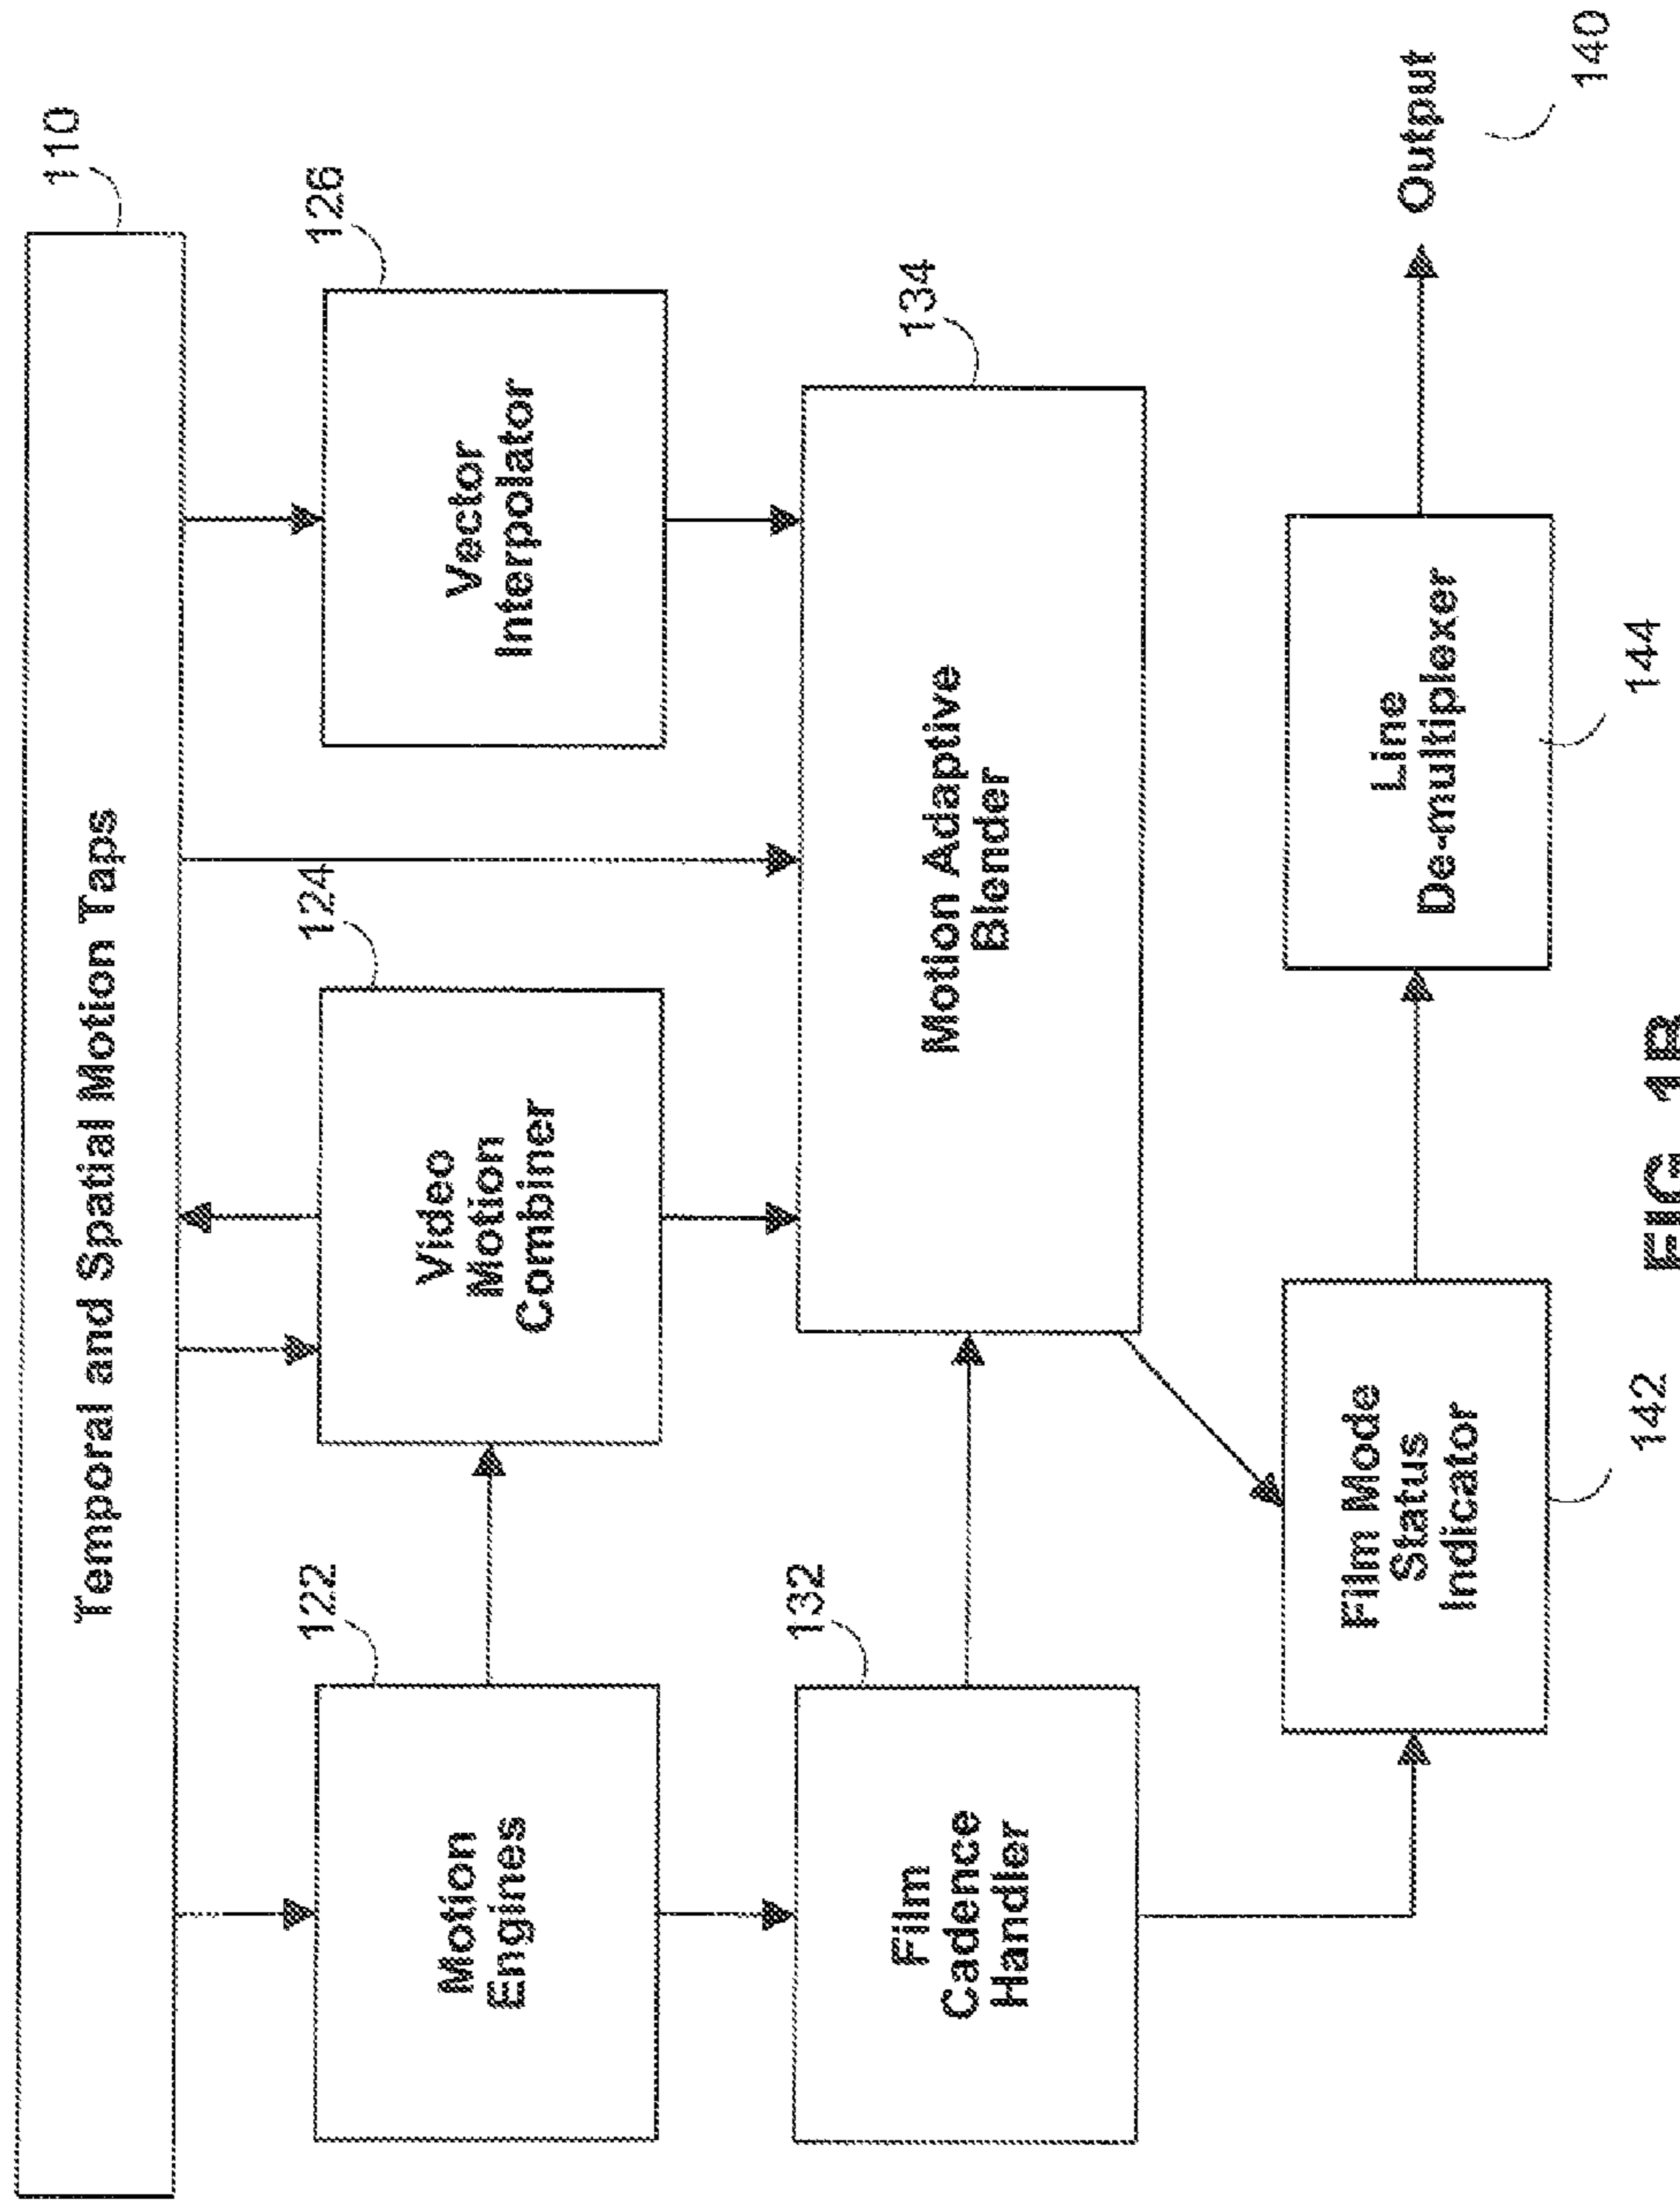 110
Temporal and Spatial Motion Taps
122
124
126
Motion
Engines
Video
Motion
Combiner
Vector
Interpolator
132
134
Film
Cadence
Handler
Motion Adaptive
Blender
Film Mode
Status
Indicator
Line
De-multiplexer
Output
142
144
140
FIG. 1B